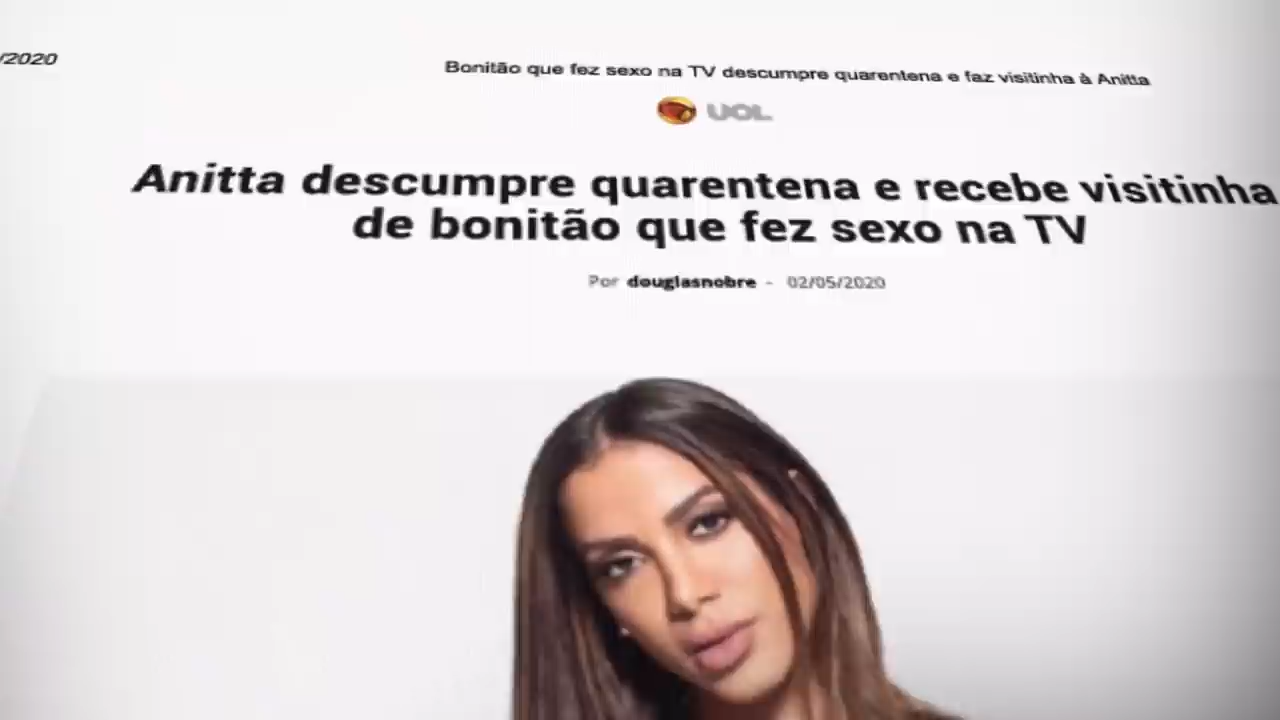 /2020
Bonitão que fez sexo na TV descumpre quarentena e faz visitinha à Anitta
UOL
Anitta descumpre quarentena e recebe visitinha
de bonitão que fez sexo na TV
Por douglasnobre - 02/05/2020